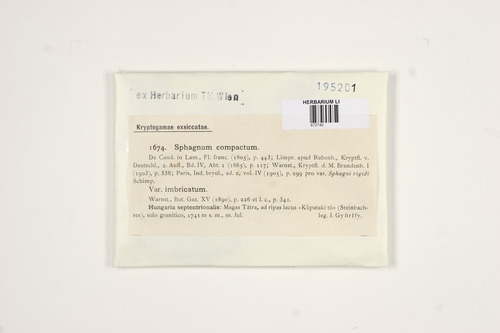 ex Herbarium TH Wien
195201
HERBARIUM LI
Kryptogamae exsiccatae.
1674. Sphagnum compactum.
De Cand. in Lam., Fl. franc. (1805), p. 443; Limpr. apud Rabenh., Kryptfl. v.
Deutschl., 2. Aufl., Bd. IV, Abt. 1 (1885), p. 117; Warnst., Kryptfl. d. M. Brandenb. I
(1903), p. 338; Paris, Ind. bryol., ed. 2, vol. IV (1905), p. 299 pro var. Sphagni rigidi
Schimp.
Var. imbricatum.
Warnst., Bot. Gaz. XV (1890), p. 226 et l. c., p. 341.
Hungaria septentrionalis: Magas Tátra, ad ripas lacus «Kőpataki tó» (Steinbach-
see), solo granitico, 1741 m s. m., m. Jul. leg. I. Györffy.